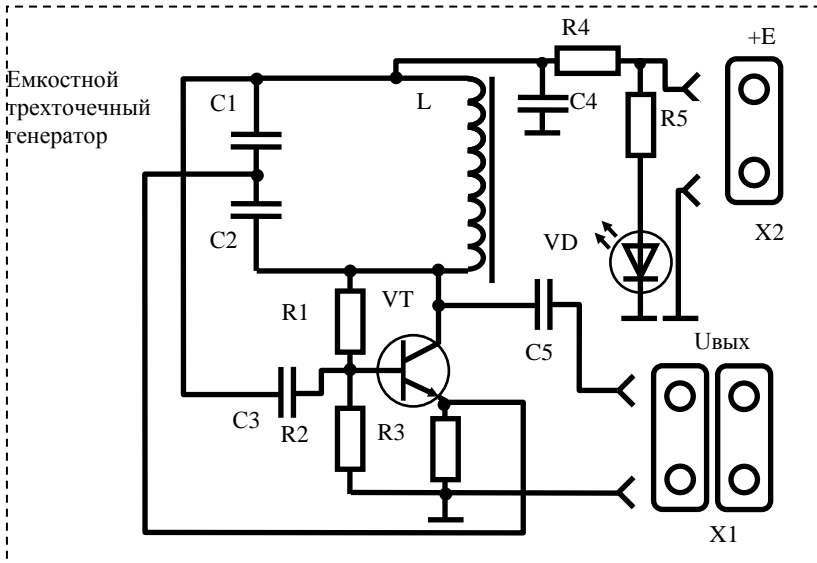 R4
+E
Емкостной
трехточечный
генератор
C1
L
C4
R5
C2
VD
X2
R1
VT
Uвых
C5
C3
R2
R3
X1